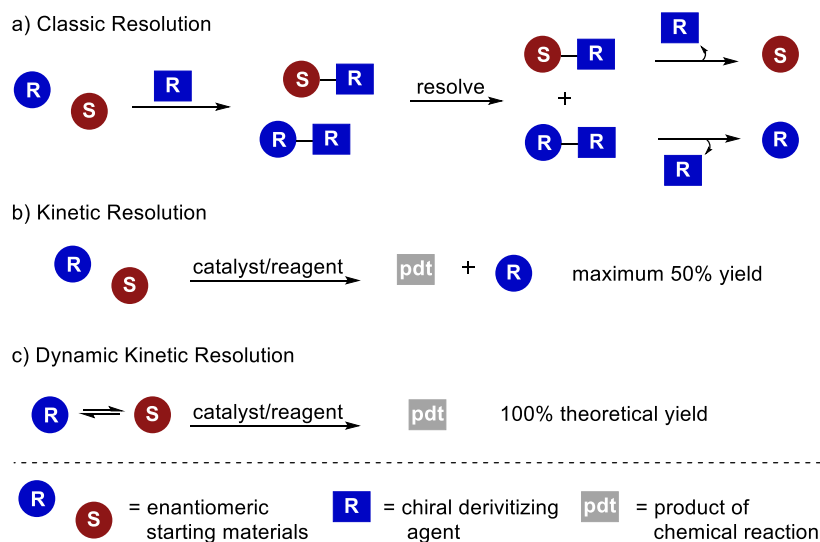 a) Classic Resolution
R
S
R
S R
R R
resolve
S R
+
R R
R
R
S
R
b) Kinetic Resolution
R
S
catalyst/reagent
pdt + R
maximum 50% yield
c) Dynamic Kinetic Resolution
R S
catalyst/reagent
pdt
100% theoretical yield
R
S
= enantiomeric
starting materials
R
= chiral derivitizing
agent
pdt
= product of
chemical reaction